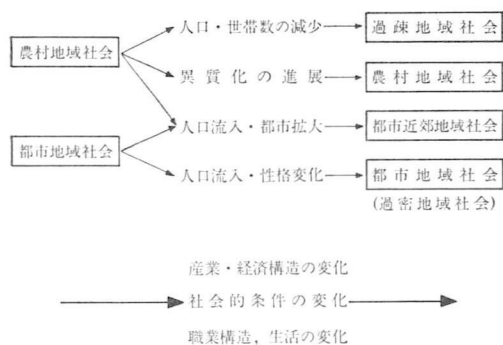 人口・世帯数の減少
過疎地域社会
農村地域社会
異質化の進展
農村地域社会
人口流入・都市拡大
都市近郊地域社会
都市地域社会
人口流入・性格変化
都市地域社会
(過密地域社会)
産業・経済構造の変化
社会的条件の変化
職業構造，生活の変化